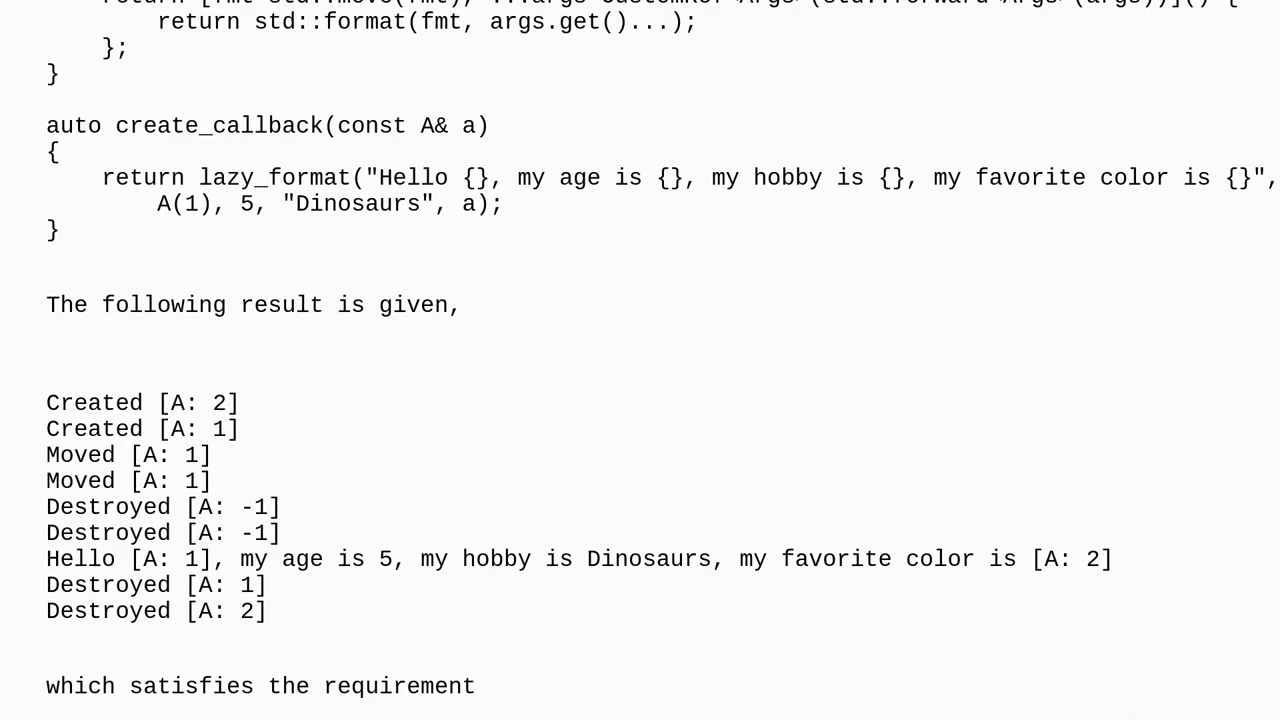 return std::format(fmt, args.get()...);
    };
}
auto create_callback(const A& a)
{
    return lazy_format("Hello {}, my age is {}, my hobby is {}, my favorite color is {}",
        A(1), 5, "Dinosaurs", a);
}
The following result is given,
Created [A: 2]
Created [A: 1]
Moved [A: 1]
Moved [A: 1]
Destroyed [A: -1]
Destroyed [A: -1]
Hello [A: 1], my age is 5, my hobby is Dinosaurs, my favorite color is [A: 2]
Destroyed [A: 1]
Destroyed [A: 2]
which satisfies the requirement